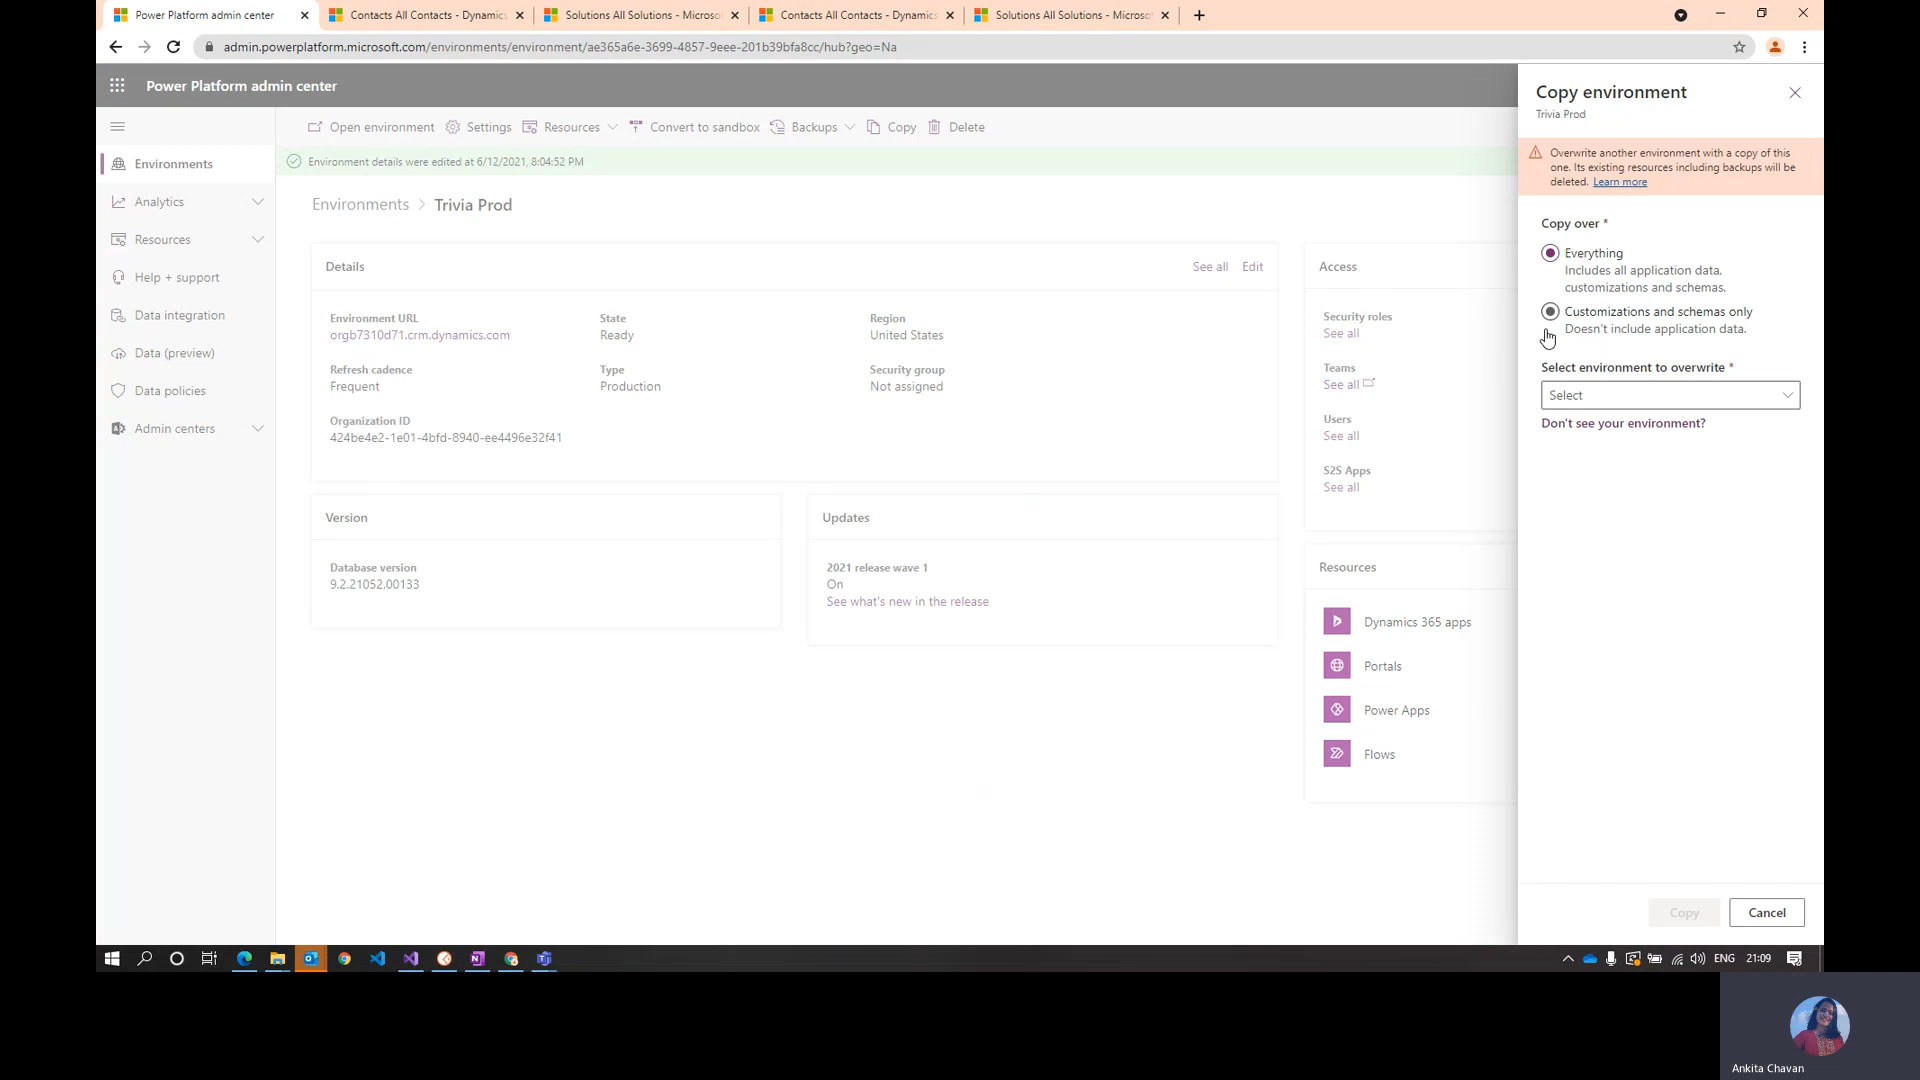 Power Platform admin center
Contacts All Contacts - Dynamics
Solutions All Solutions - Microso
Contacts All Contacts - Dynamics
Solutions All Solutions - Microso
admin.powerplatform.microsoft.com/environments/environment/ae365a6e-3699-4857-9eee-201b39bfa8cc/hub?geo=Na
Power Platform admin center
Open environment
Settings
Resources
Convert to sandbox
Backups
Copy
Delete
Environment details were edited at 6/12/2021, 8:04:52 PM
Environments
Analytics
Resources
Help + support
Data integration
Data (preview)
Data policies
Admin centers
Environments > Trivia Prod
Details
See all
Edit
Environment URL
orgb7310d71.crm.dynamics.com
State
Ready
Region
United States
Refresh cadence
Frequent
Type
Production
Security group
Not assigned
Organization ID
424be4e2-1e01-4bfd-8940-ee4496e32f41
Version
Database version
9.2.21052.00133
Updates
2021 release wave 1
On
See what's new in the release
Access
Security roles
See all
Teams
See all
Users
See all
S2S Apps
See all
Resources
Dynamics 365 apps
Portals
Power Apps
Flows
Copy environment
Trivia Prod
Overwrite another environment with a copy of this
one. Its existing resources including backups will be
deleted. Learn more
Copy over *
Everything
Includes all application data,
customizations and schemas.
Customizations and schemas only
Doesn't include application data.
Select environment to overwrite *
Select
Don't see your environment?
Copy
Cancel
ENG
21:09
Ankita Chavan